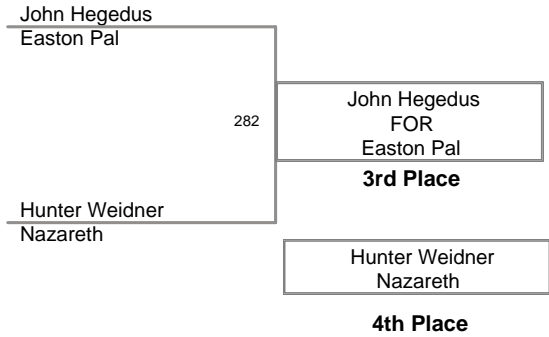 John Hegedus
Easton Pal
282
John Hegedus
FOR
Easton Pal
3rd Place
Hunter Weidner
Nazareth
Hunter Weidner
Nazareth
4th Place